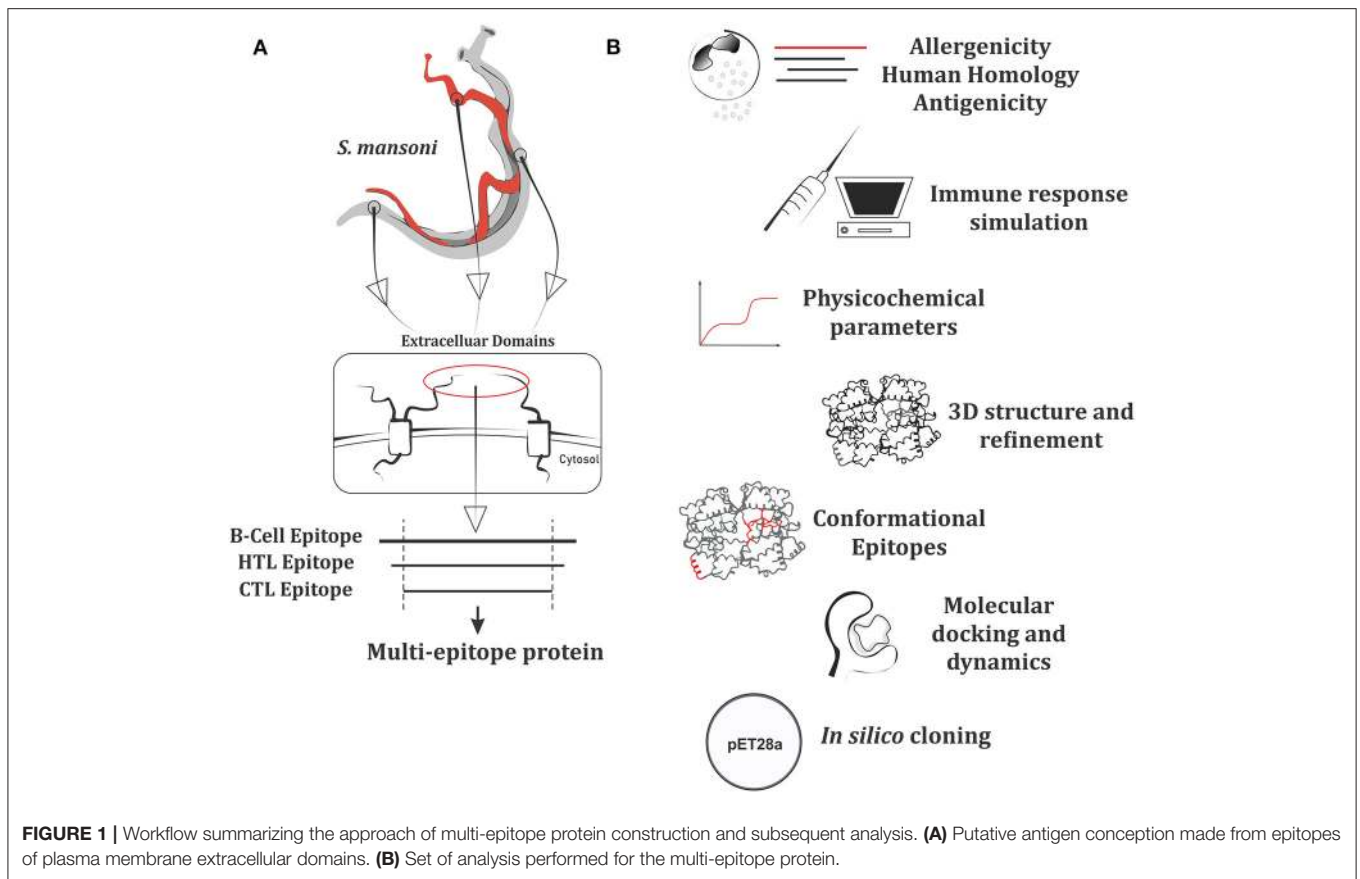 A
S. mansoni
Extracelluar Domains
Cytosol
B-Cell Epitope
HTL Epitope
CTL Epitope
Multi-epitope protein
B
Allergenicity
Human Homology
Antigenicity
Immune response
simulation
Physicochemical
parameters
3D structure and
refinement
Conformational
Epitopes
Molecular
docking and
dynamics
pET28a
In silico cloning
FIGURE 1 | Workflow summarizing the approach of multi-epitope protein construction and subsequent analysis. (A) Putative antigen conception made from epitopes
of plasma membrane extracellular domains. (B) Set of analysis performed for the multi-epitope protein.